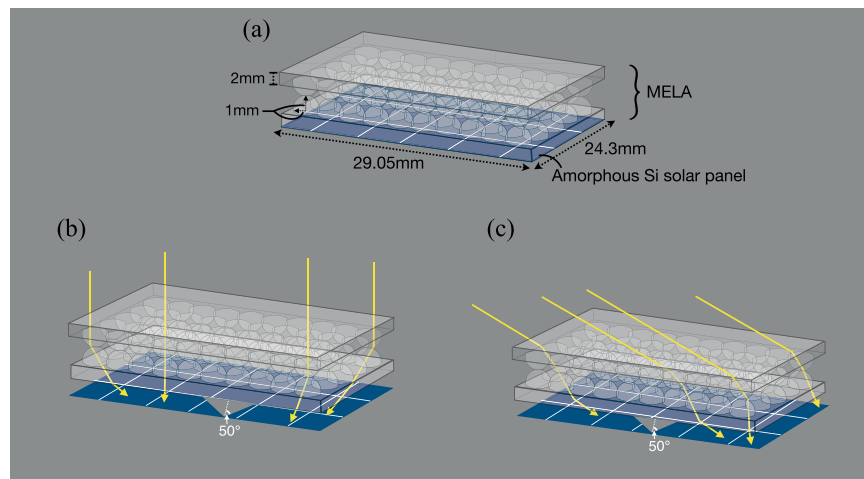 (a)
2mm
1mm
MELA
29.05mm
24.3mm
Amorphous Si solar panel
(b)
(c)
50°
50°